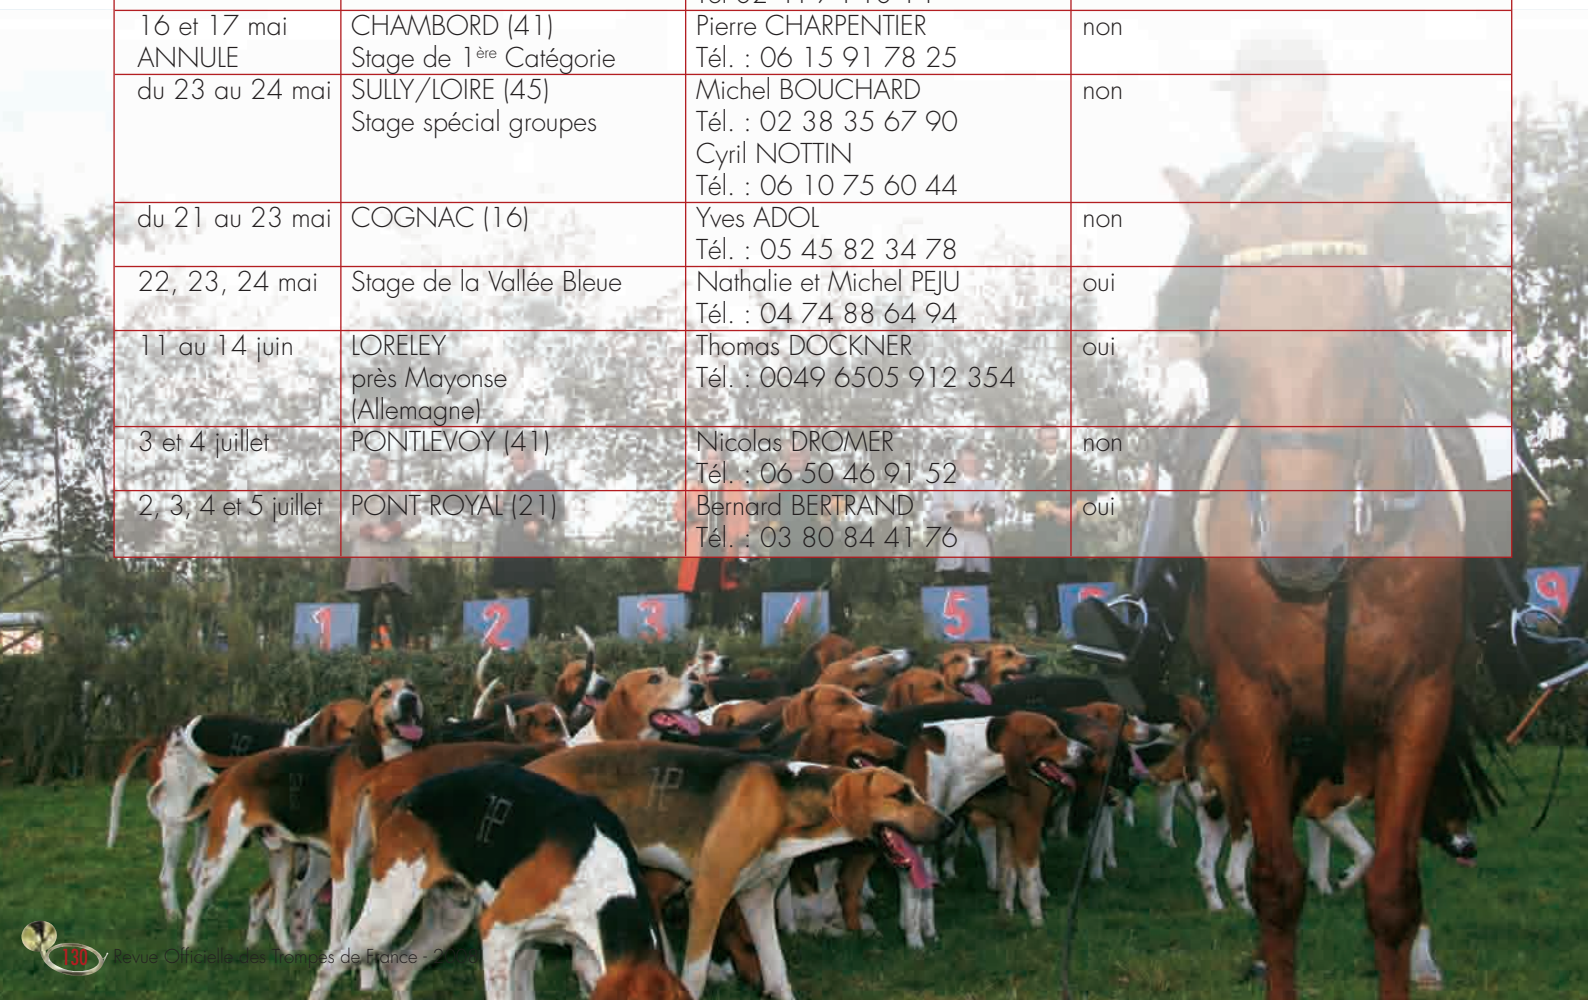 16 et 17 mai CHAMBORD (41) Pierre CHARPENTIER non
ANNULE Stage de 1ère Catégorie Tél. : 06 15 91 78 25
du 23 au 24 mai SULLY/LOIRE (45) Michel BOUCHARD non
Stage spécial groupes Tél. : 02 38 35 67 90
Cyril NOTTIN
Tél. : 06 10 75 60 44
du 21 au 23 mai COGNAC (16) Yves ADOL non
Tél. : 05 45 82 34 78
22, 23, 24 mai Stage de la Vallée Bleue Nathalie et Michel PEJU oui
Tél. : 04 74 88 64 94
11 au 14 juin LORELEY Thomas DOCKNER oui
près Mayonse Tél. : 0049 6505 912 354
(Allemagne)
3 et 4 juillet PONTLEVOY (41) Nicolas DROMER non
Tél. : 06 50 46 91 52
2, 3, 4 et 5 juillet PONT ROYAL (21) Bernard BERTRAND oui
Tél. : 03 80 84 41 76
1 2 3 4 5 9
130 Revue Officielle des Trompes de France -